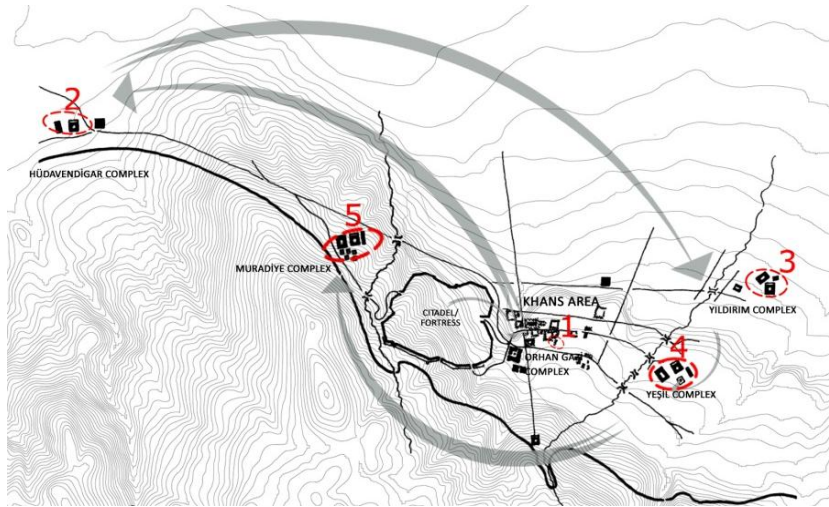 2
HÜDAVENDİGAR COMPLEX
5
MURADİYE COMPLEX
CITADEL/
FORTRESS
KHANS AREA
1
ORHAN GAZİ
COMPLEX
3
YILDIRIM COMPLEX
4
YEŞİL COMPLEX